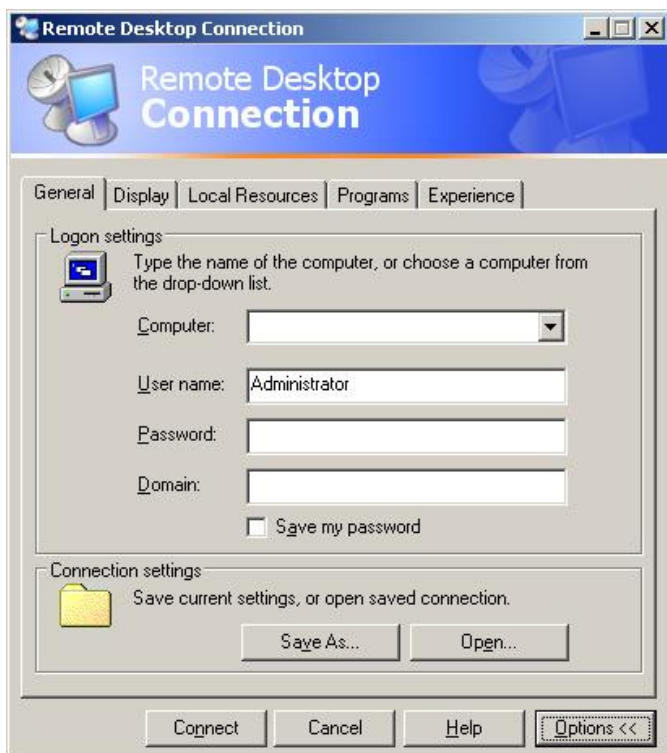 Remote Desktop Connection
Remote Desktop
Connection
General Display Local Resources Programs Experience
Logon settings
Type the name of the computer, or choose a computer from
the drop-down list.
Computer:
User name: Administrator
Password:
Domain:
Save my password
Connection settings
Save current settings, or open saved connection.
Save As... Open...
Connect Cancel Help Options <<